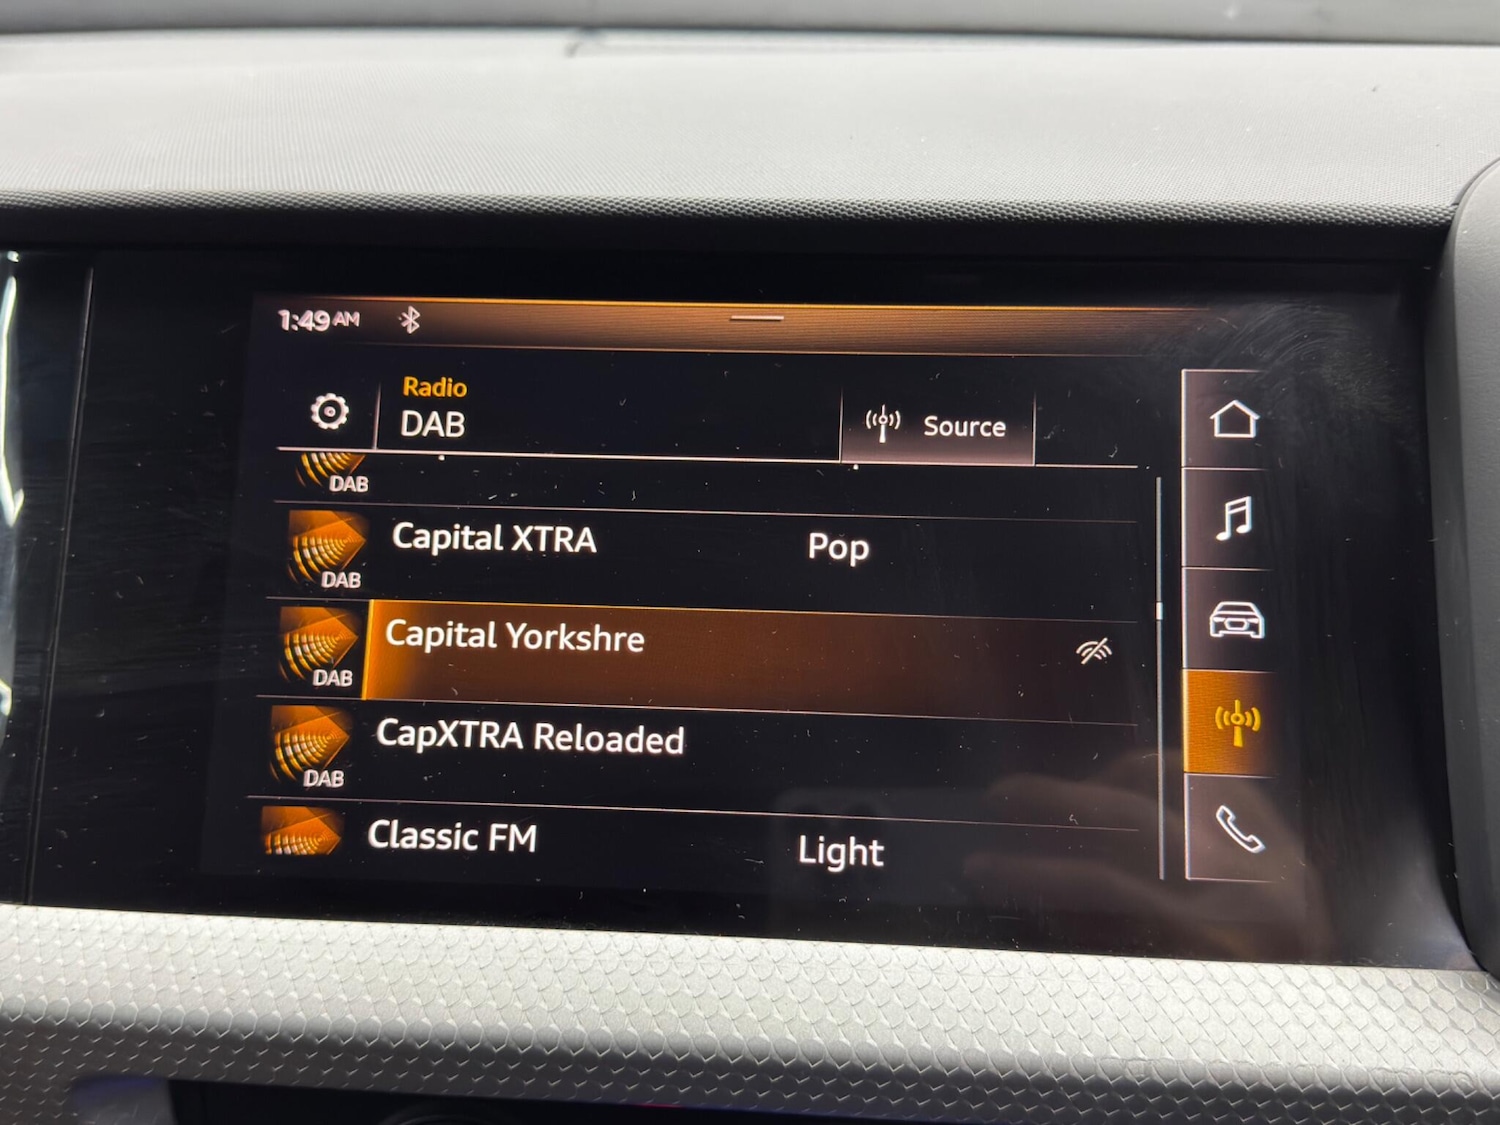 1:49 AM
Radio
DAB
Source
DAB
Capital XTRA
Pop
DAB
Capital Yorkshre
DAB
CapXTRA Reloaded
DAB
Classic FM
Light